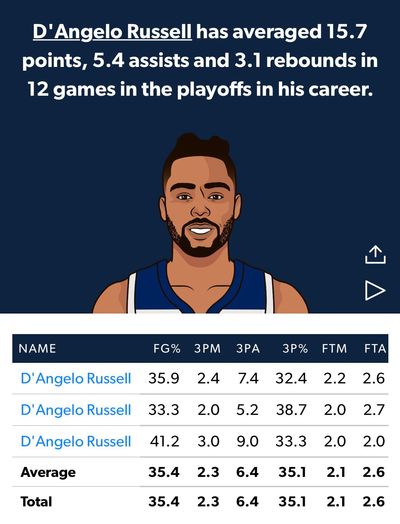 D'Angelo Russell has averaged 15.7
points, 5.4 assists and 3.1 rebounds in
12 games in the playoffs in his career.
NAME FG% 3PM 3PA 3P% FTM FTA
D'Angelo Russell 35.9 2.4 7.4 32.4 2.2 2.6
D'Angelo Russell 33.3 2.0 5.2 38.7 2.0 2.7
D'Angelo Russell 41.2 3.0 9.0 33.3 2.0 2.0
Average 35.4 2.3 6.4 35.1 2.1 2.6
Total 35.4 2.3 6.4 35.1 2.1 2.6